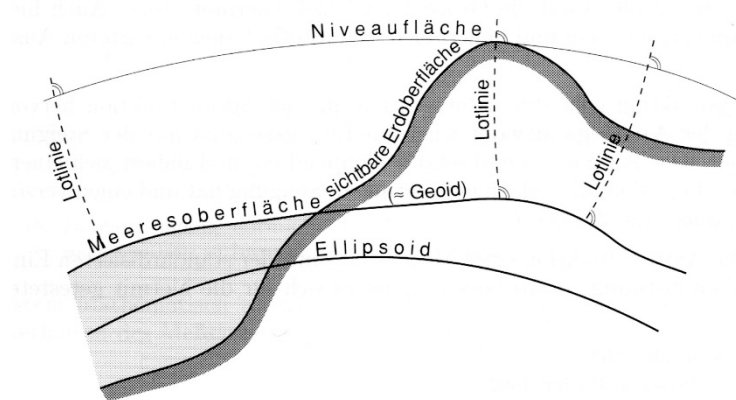 Niveaufläche
Lotlinie
sichtbare Erdoberfläche
Lotlinie
Lotlinie
Meeresoberfläche
(≈ Geoid)
Ellipsoid